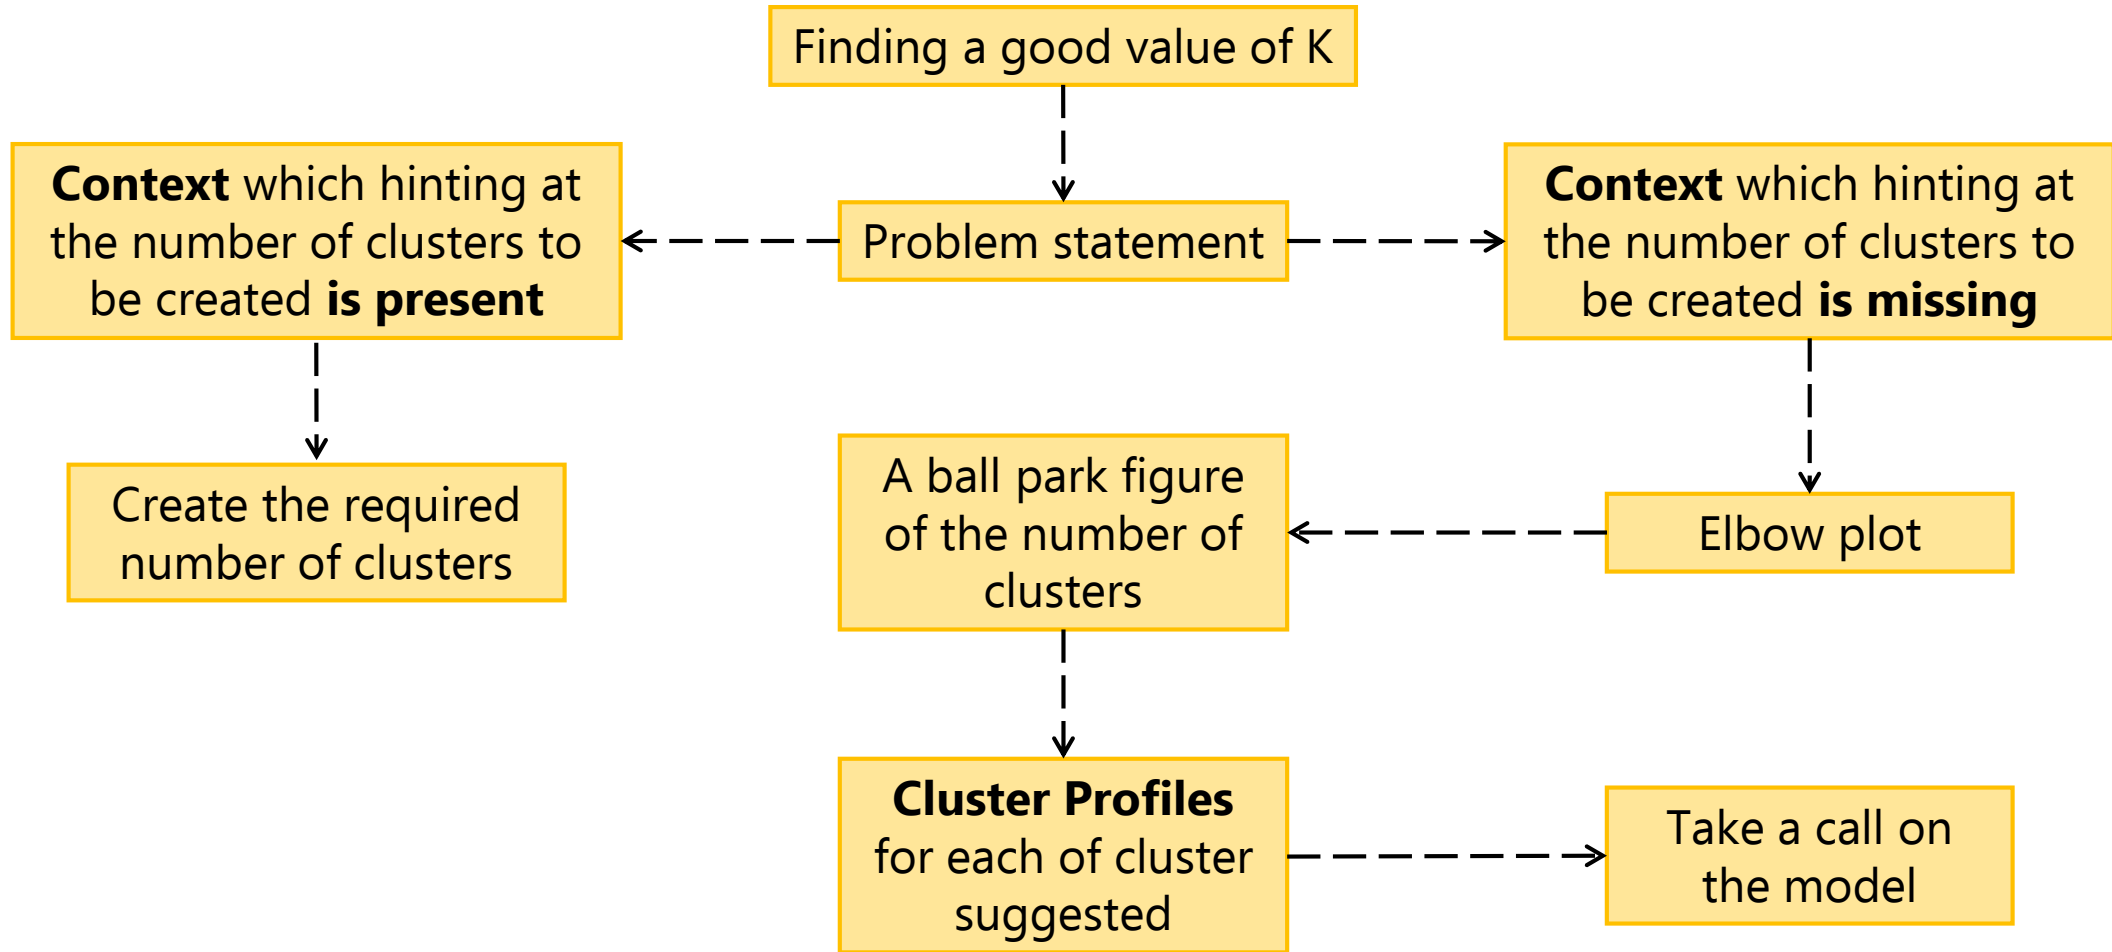 Finding a good value of K
Context which hinting at
the number of clusters to
be created is present
Problem statement
Context which hinting at
the number of clusters to
be created is missing
Create the required
number of clusters
A ball park figure
of the number of
clusters
Elbow plot
Cluster Profiles
for each of cluster
suggested
Take a call on
the model